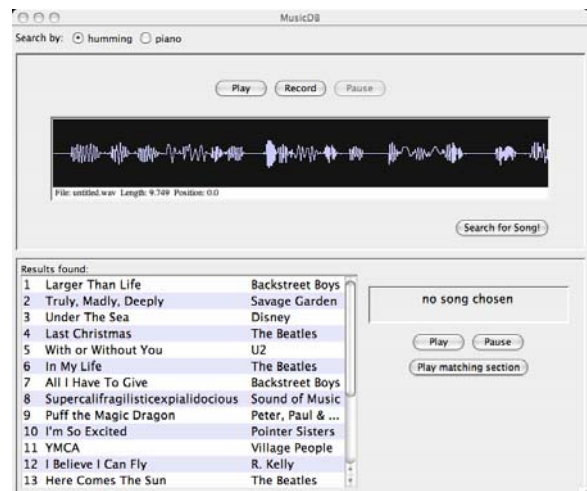 MusicDB
Search by: humming piano
Play Record Pause
File: untitled.wav Length: 9.749 Position: 0.0
Search for Song!
Results found:
1 Larger Than Life Backstreet Boys
2 Truly, Madly, Deeply Savage Garden
3 Under The Sea Disney
4 Last Christmas The Beatles
5 With or Without You U2
6 In My Life The Beatles
7 All I Have To Give Backstreet Boys
8 Supercalifragilisticexpialidocious Sound of Music
9 Puff the Magic Dragon Peter, Paul & ...
10 I'm So Excited Pointer Sisters
11 YMCA Village People
12 I Believe I Can Fly R. Kelly
13 Here Comes The Sun The Beatles
no song chosen
Play Pause
Play matching section